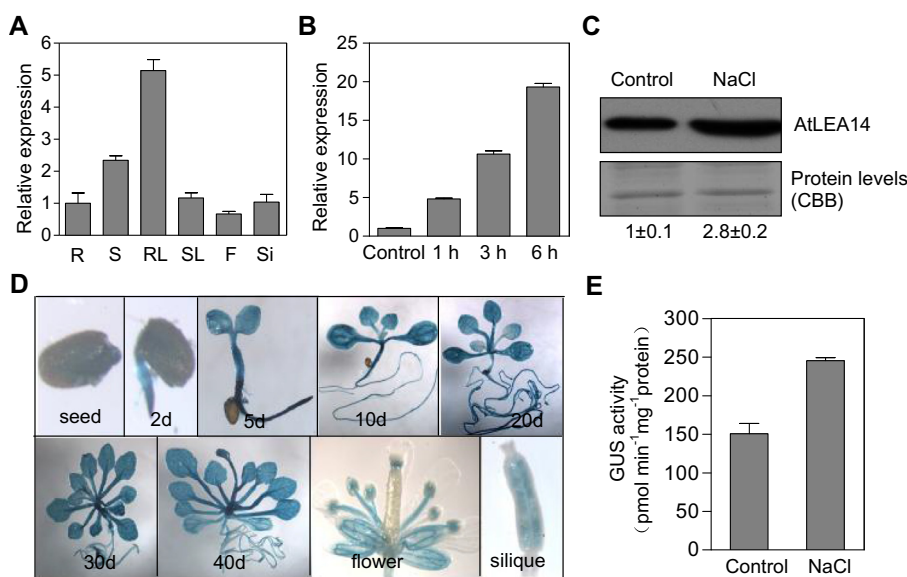 A
Relative expression
6
5
4
3
2
1
0
R S RL SL F Si
B
Relative expression
25
20
15
10
5
0
Control 1 h 3 h 6 h
C
Control NaCl
AtLEA14
Protein levels
(CBB)
1±0.1 2.8±0.2
D
seed 2d 5d 10d 20d
30d 40d flower silique
E
GUS activity
(pmol min⁻¹mg⁻¹protein)
300
250
200
150
100
50
0
Control NaCl